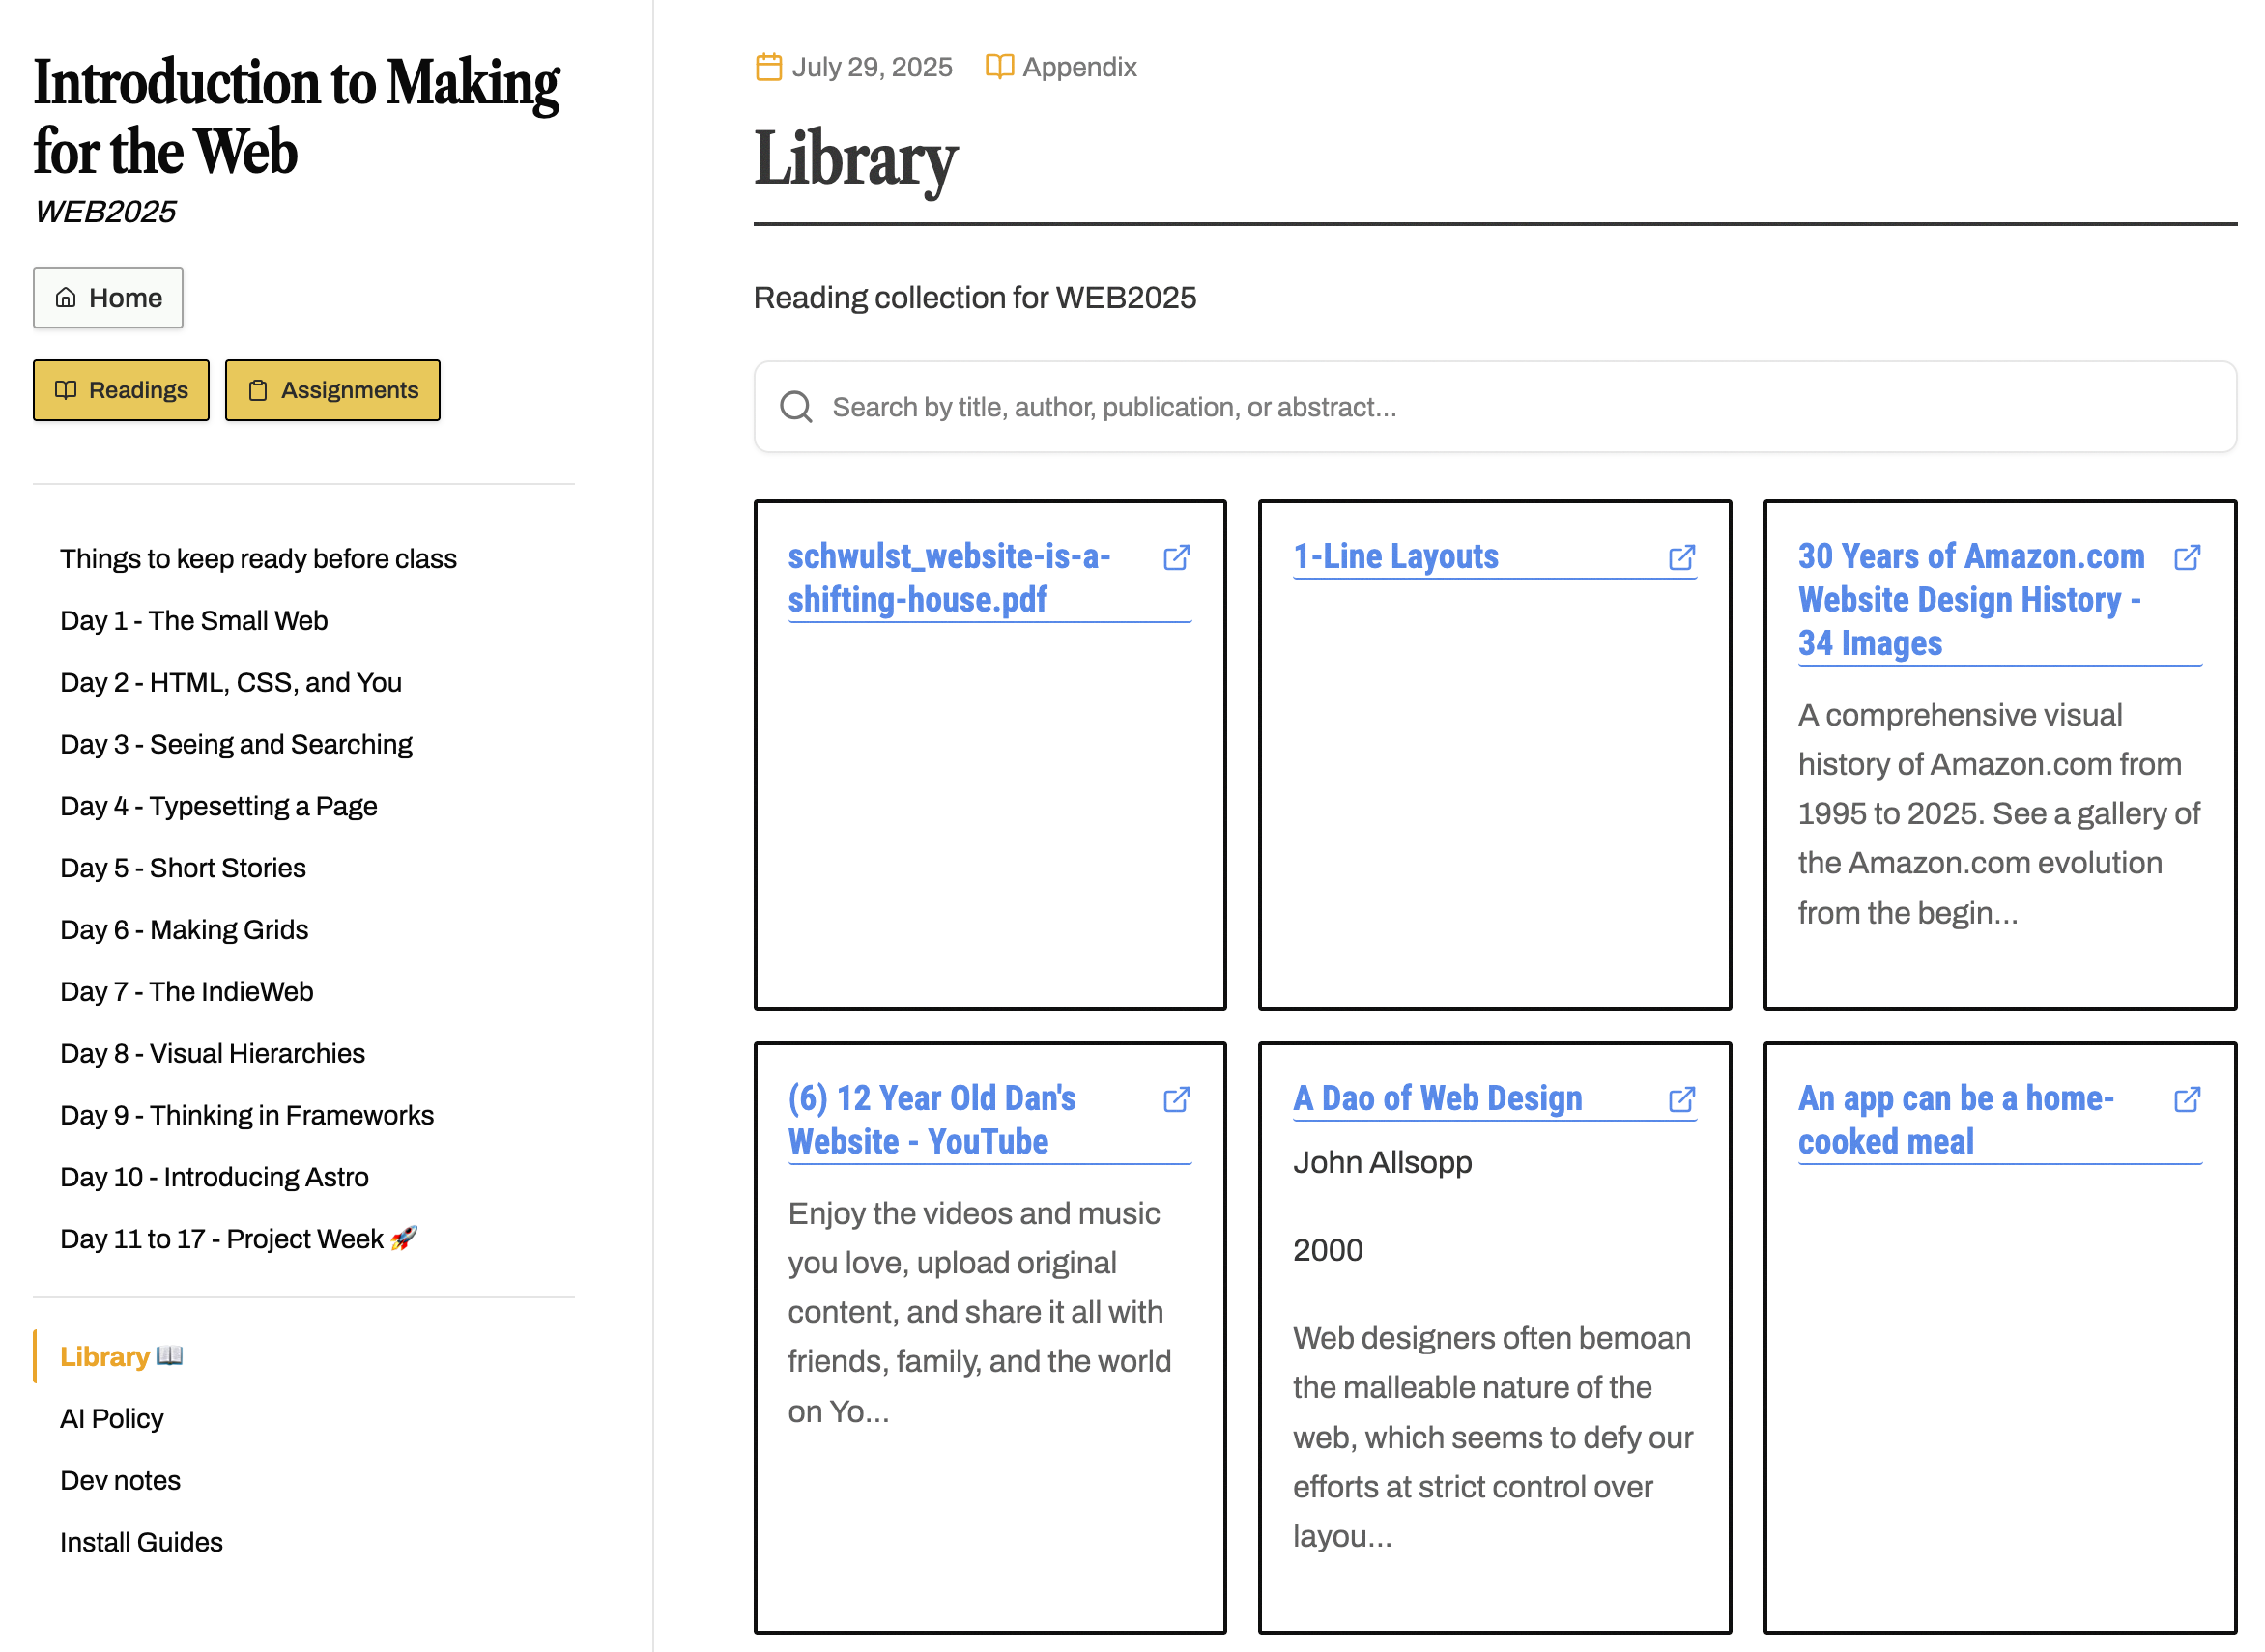 Introduction to Making
for the Web
WEB2025
Home
Readings
Assignments
Things to keep ready before class
Day 1 - The Small Web
Day 2 - HTML, CSS, and You
Day 3 - Seeing and Searching
Day 4 - Typesetting a Page
Day 5 - Short Stories
Day 6 - Making Grids
Day 7 - The IndieWeb
Day 8 - Visual Hierarchies
Day 9 - Thinking in Frameworks
Day 10 - Introducing Astro
Day 11 to 17 - Project Week 🚀
Library 📖
AI Policy
Dev notes
Install Guides
July 29, 2025
Appendix
Library
Reading collection for WEB2025
Search by title, author, publication, or abstract...
schwulst_website-is-a-
shifting-house.pdf
1-Line Layouts
30 Years of Amazon.com
Website Design History -
34 Images
A comprehensive visual
history of Amazon.com from
1995 to 2025. See a gallery of
the Amazon.com evolution
from the begin...
(6) 12 Year Old Dan's
Website - YouTube
Enjoy the videos and music
you love, upload original
content, and share it all with
friends, family, and the world
on Yo...
A Dao of Web Design
John Allsopp
2000
Web designers often bemoan
the malleable nature of the
web, which seems to defy our
efforts at strict control over
layou...
An app can be a home-
cooked meal